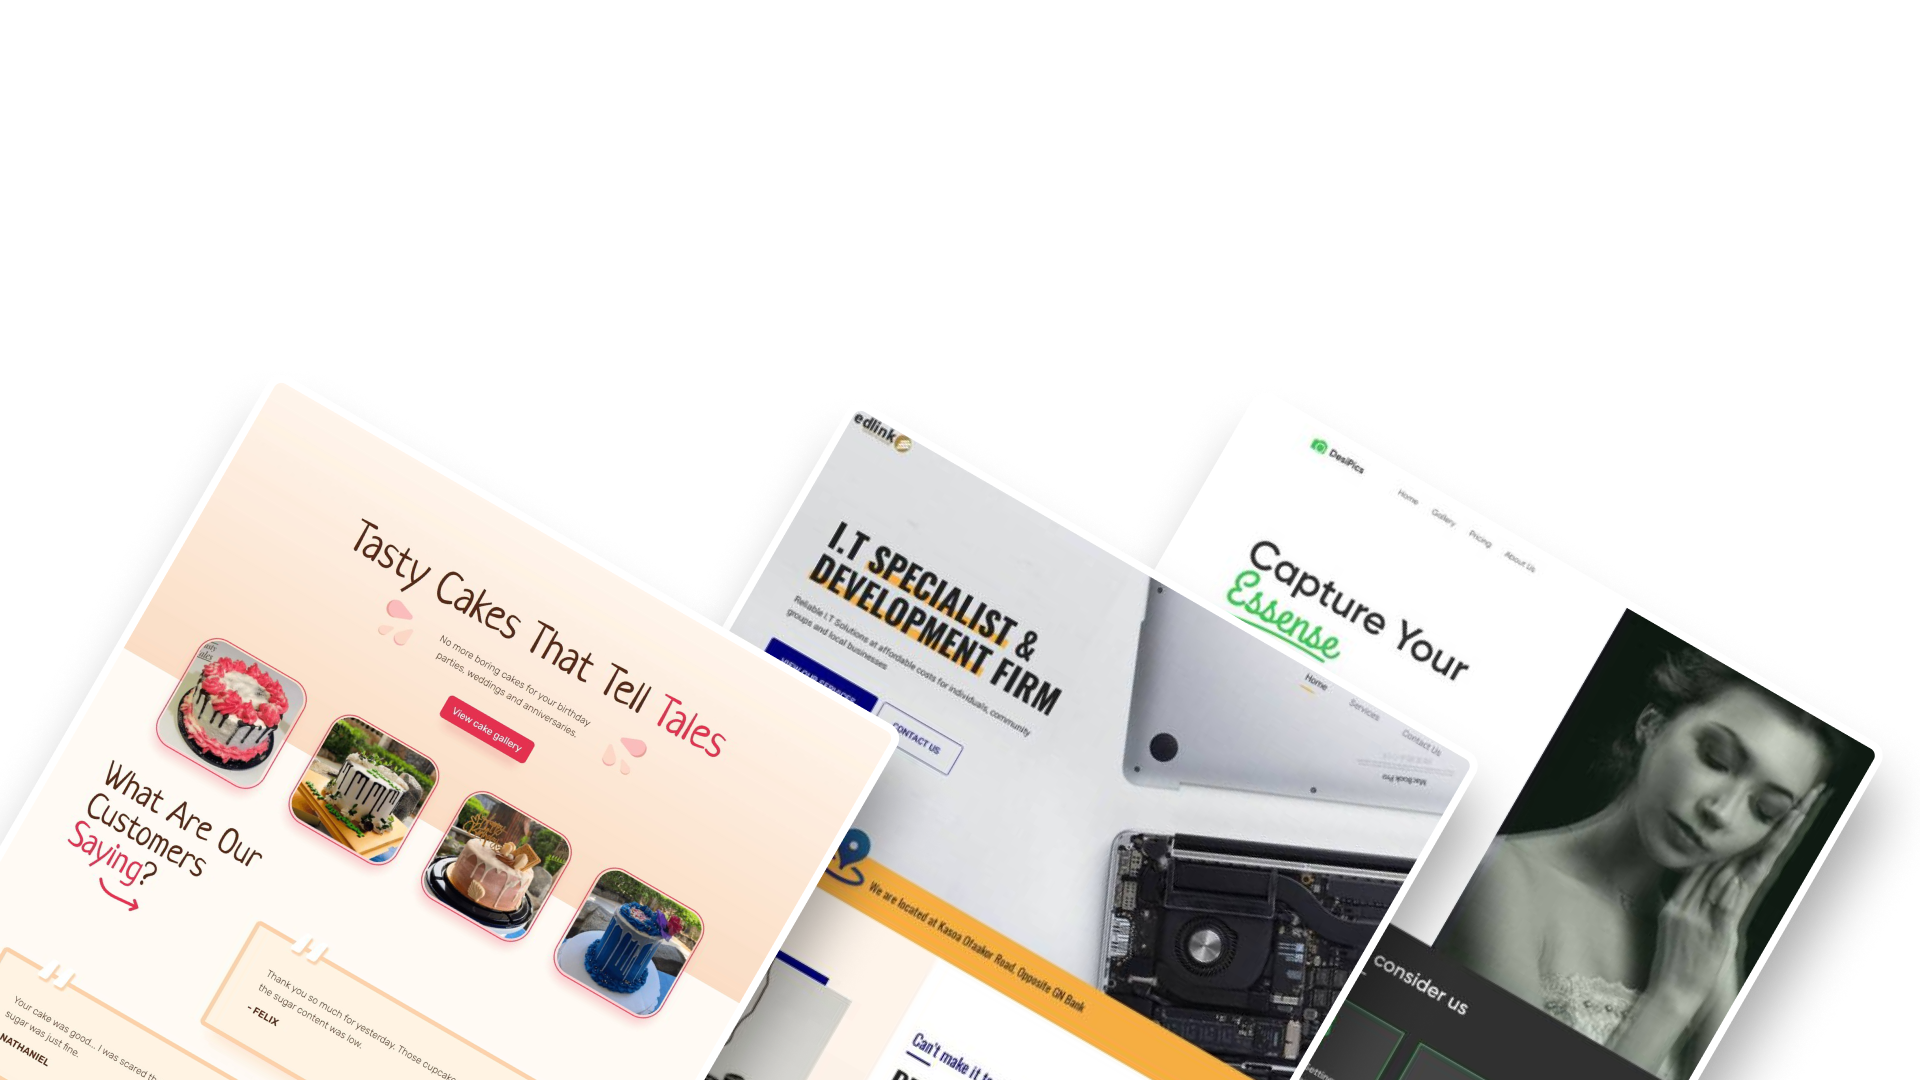 Tasty Cakes That Tell Tales
No more boring cakes for your birthday
parties, weddings and anniversaries.
View cake gallery
What Are Our
Customers
Saying?
Your cake was good... I was scared th
sugar was just fine.
NATHANIEL
Thank you so much for yesterday. Those cupcake
the sugar content was low.
- FELIX
edlink
I.T SPECIALIST &
DEVELOPMENT FIRM
Reliable I.T Solutions at affordable costs for individuals, community
groups and local businesses
CONTACT US
Home
Services
Contact Us
MacBook Pro
We are located at Kasoa Ofaakor Road, Opposite GN Bank
Can't make it to
DesiPics
Home
Gallery
Pricing
About Us
Capture Your
Essense
consider us